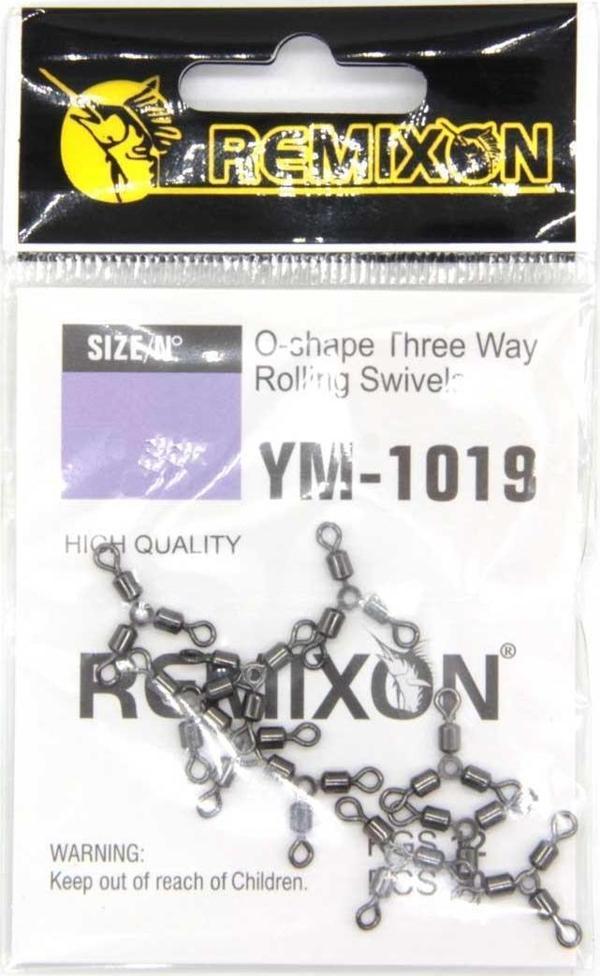 REMIXON
SIZE/N°
O-shape Three Way
Rolling Swivels
YM-1019
HIGH QUALITY
REMIXON®
WARNING:
Keep out of reach of Children.
PCS